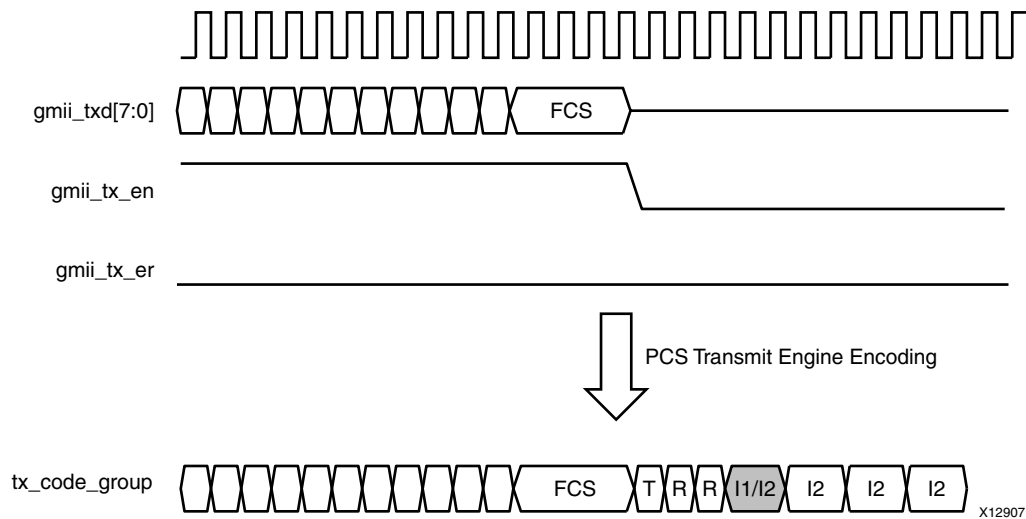 gmii_txd[7:0] FCS
gmii_tx_en
gmii_tx_er
PCS Transmit Engine Encoding
tx_code_group FCS T R R I1/I2 I2 I2 I2
X12907